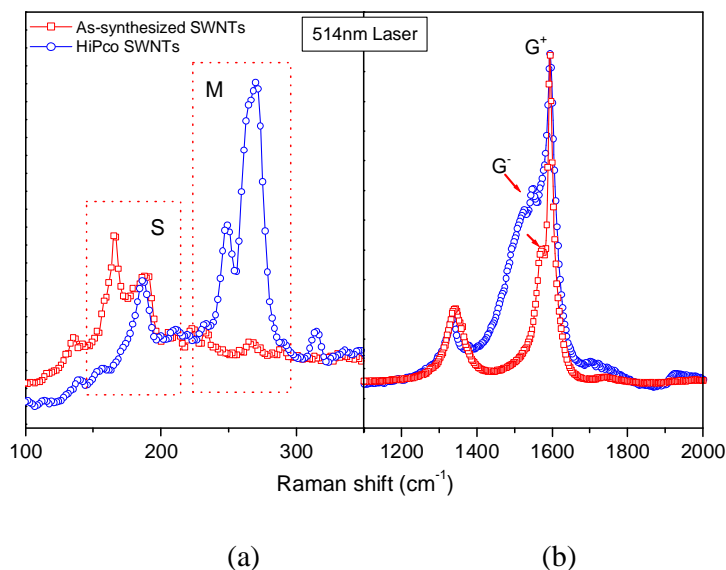 As-synthesized SWNTs
HiPco SWNTs
514nm Laser
G⁺
M
G⁻
S
100 200 300 1200 1400 1600 1800 2000
Raman shift (cm⁻¹)
(a) (b)